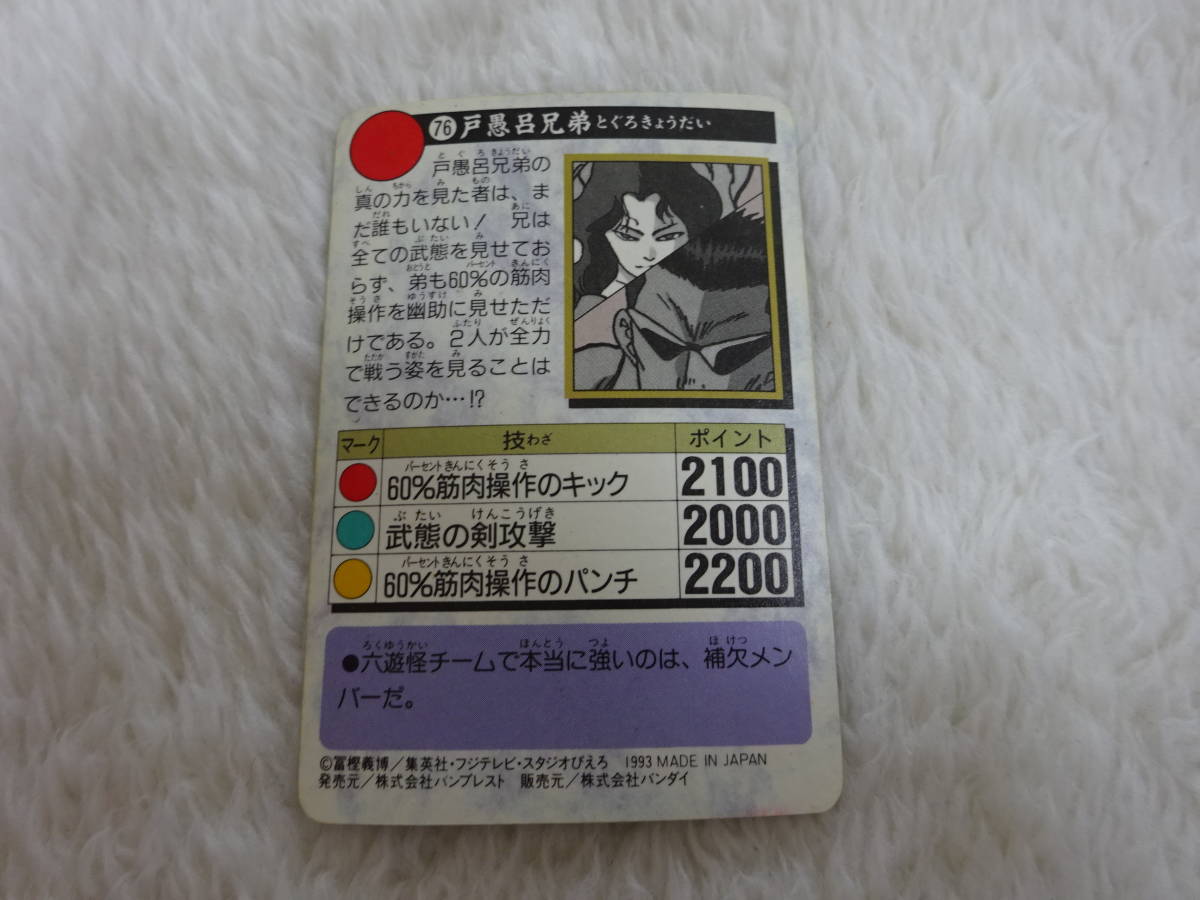 76 戸愚呂兄弟 とぐろきょうだい
戸愚呂兄弟の
真の力を見た者は、ま
だ誰もいない! 兄は
全ての武態を見せてお
らず、弟も60%の筋肉
操作を幽助に見せただ
けである。2人が全力
で戦う姿を見ることは
できるのか…!?
マーク 技わざ ポイント
60%筋肉操作のキック 2100
武態の剣攻撃 2000
60%筋肉操作のパンチ 2200
●六遊怪チームで本当に強いのは、補欠メン
バーだ。
©冨樫義博/集英社・フジテレビ・スタジオぴえろ 1993 MADE IN JAPAN
発売元/株式会社バンプレスト 販売元/株式会社バンダイ